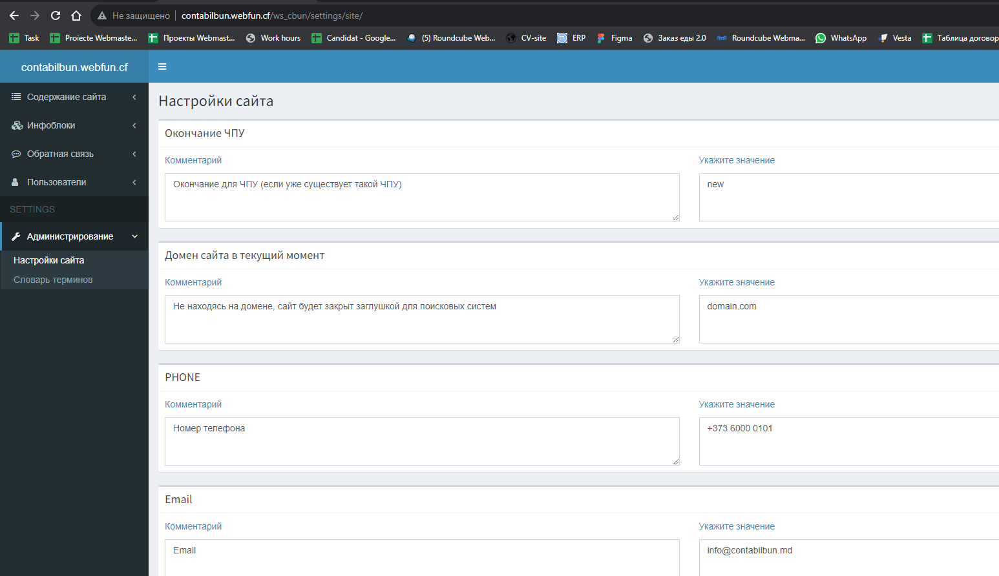 Не защищено contabilbun.webfun.cf/ws_cbun/settings/site/
Task Proiecte Webmaste... Проекты Webmast... Work hours Candidat - Google... (5) Roundcube Web... CV-site ERP Figma Заказ еды 2.0 Roundcube Webma... WhatsApp Vesta Таблица договор
contabilbun.webfun.cf
Содержание сайта
Инфоблоки
Обратная связь
Пользователи
SETTINGS
Администрирование
Настройки сайта
Словарь терминов
Настройки сайта
Окончание ЧПУ
Комментарий Укажите значение
Окончание для ЧПУ (если уже существует такой ЧПУ) new
Домен сайта в текущий момент
Комментарий Укажите значение
Не находясь на домене, сайт будет закрыт заглушкой для поисковых систем domain.com
PHONE
Комментарий Укажите значение
Номер телефона +373 6000 0101
Email
Комментарий Укажите значение
Email info@contabilbun.md